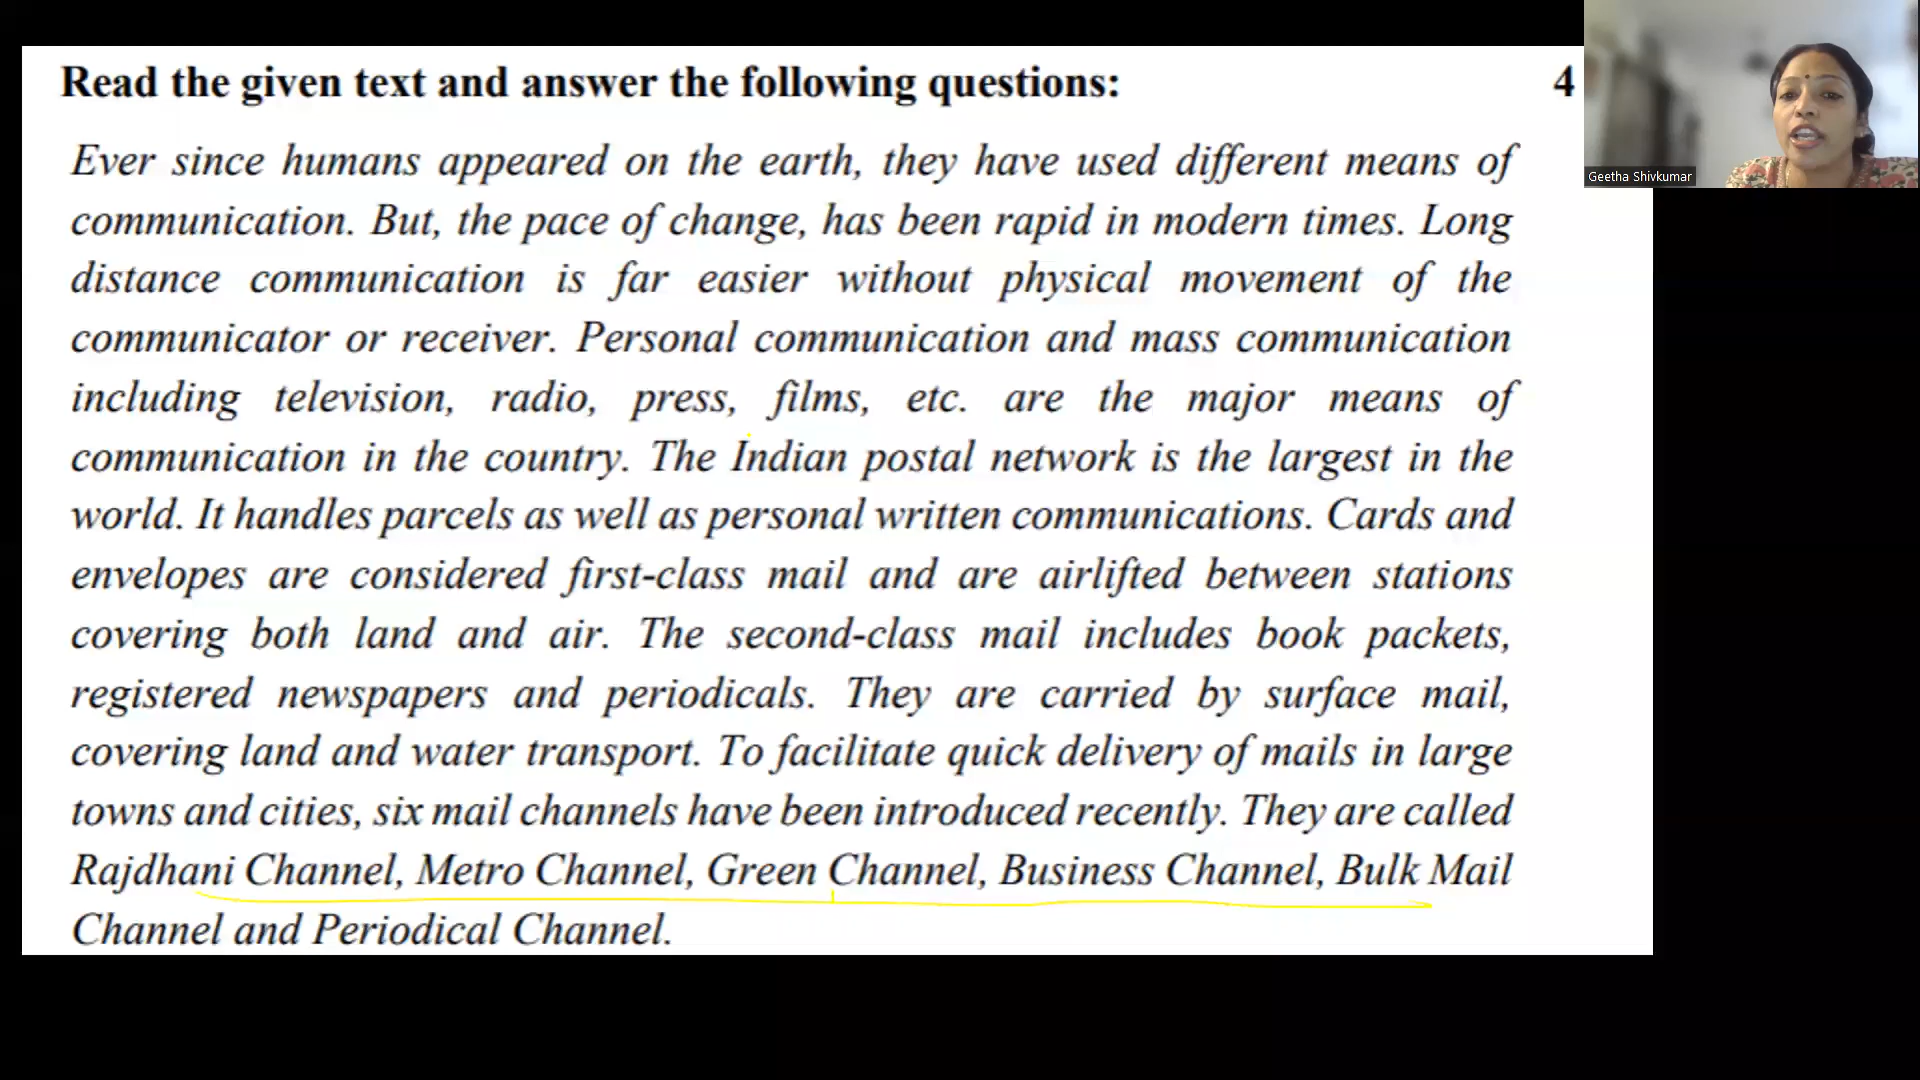 Read the given text and answer the following questions: 4
Geetha Shivkumar
Ever since humans appeared on the earth, they have used different means of
communication. But, the pace of change, has been rapid in modern times. Long
distance communication is far easier without physical movement of the
communicator or receiver. Personal communication and mass communication
including television, radio, press, films, etc. are the major means of
communication in the country. The Indian postal network is the largest in the
world. It handles parcels as well as personal written communications. Cards and
envelopes are considered first-class mail and are airlifted between stations
covering both land and air. The second-class mail includes book packets,
registered newspapers and periodicals. They are carried by surface mail,
covering land and water transport. To facilitate quick delivery of mails in large
towns and cities, six mail channels have been introduced recently. They are called
Rajdhani Channel, Metro Channel, Green Channel, Business Channel, Bulk Mail
Channel and Periodical Channel.